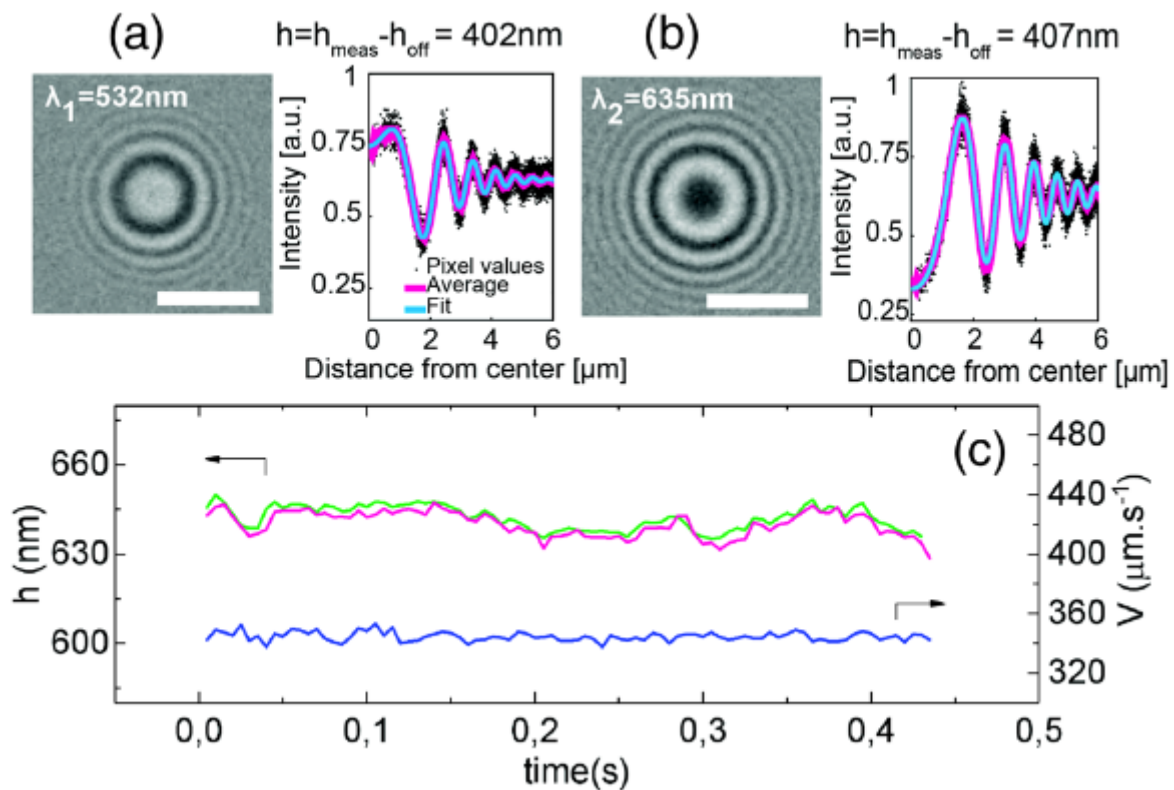 (a)
h=h_meas-h_off = 402nm
λ1=532nm
Intensity [a.u.]
1
0.75
0.5
0.25
Pixel values
Average
Fit
0 2 4 6
Distance from center [μm]
(b)
h=h_meas-h_off = 407nm
λ2=635nm
Intensity [a.u.]
1
0.75
0.5
0.25
0 2 4 6
Distance from center [μm]
(c)
h (nm)
660
630
600
480
440
400
360
320
V (μm.s⁻¹)
0,0 0,1 0,2 0,3 0,4 0,5
time(s)